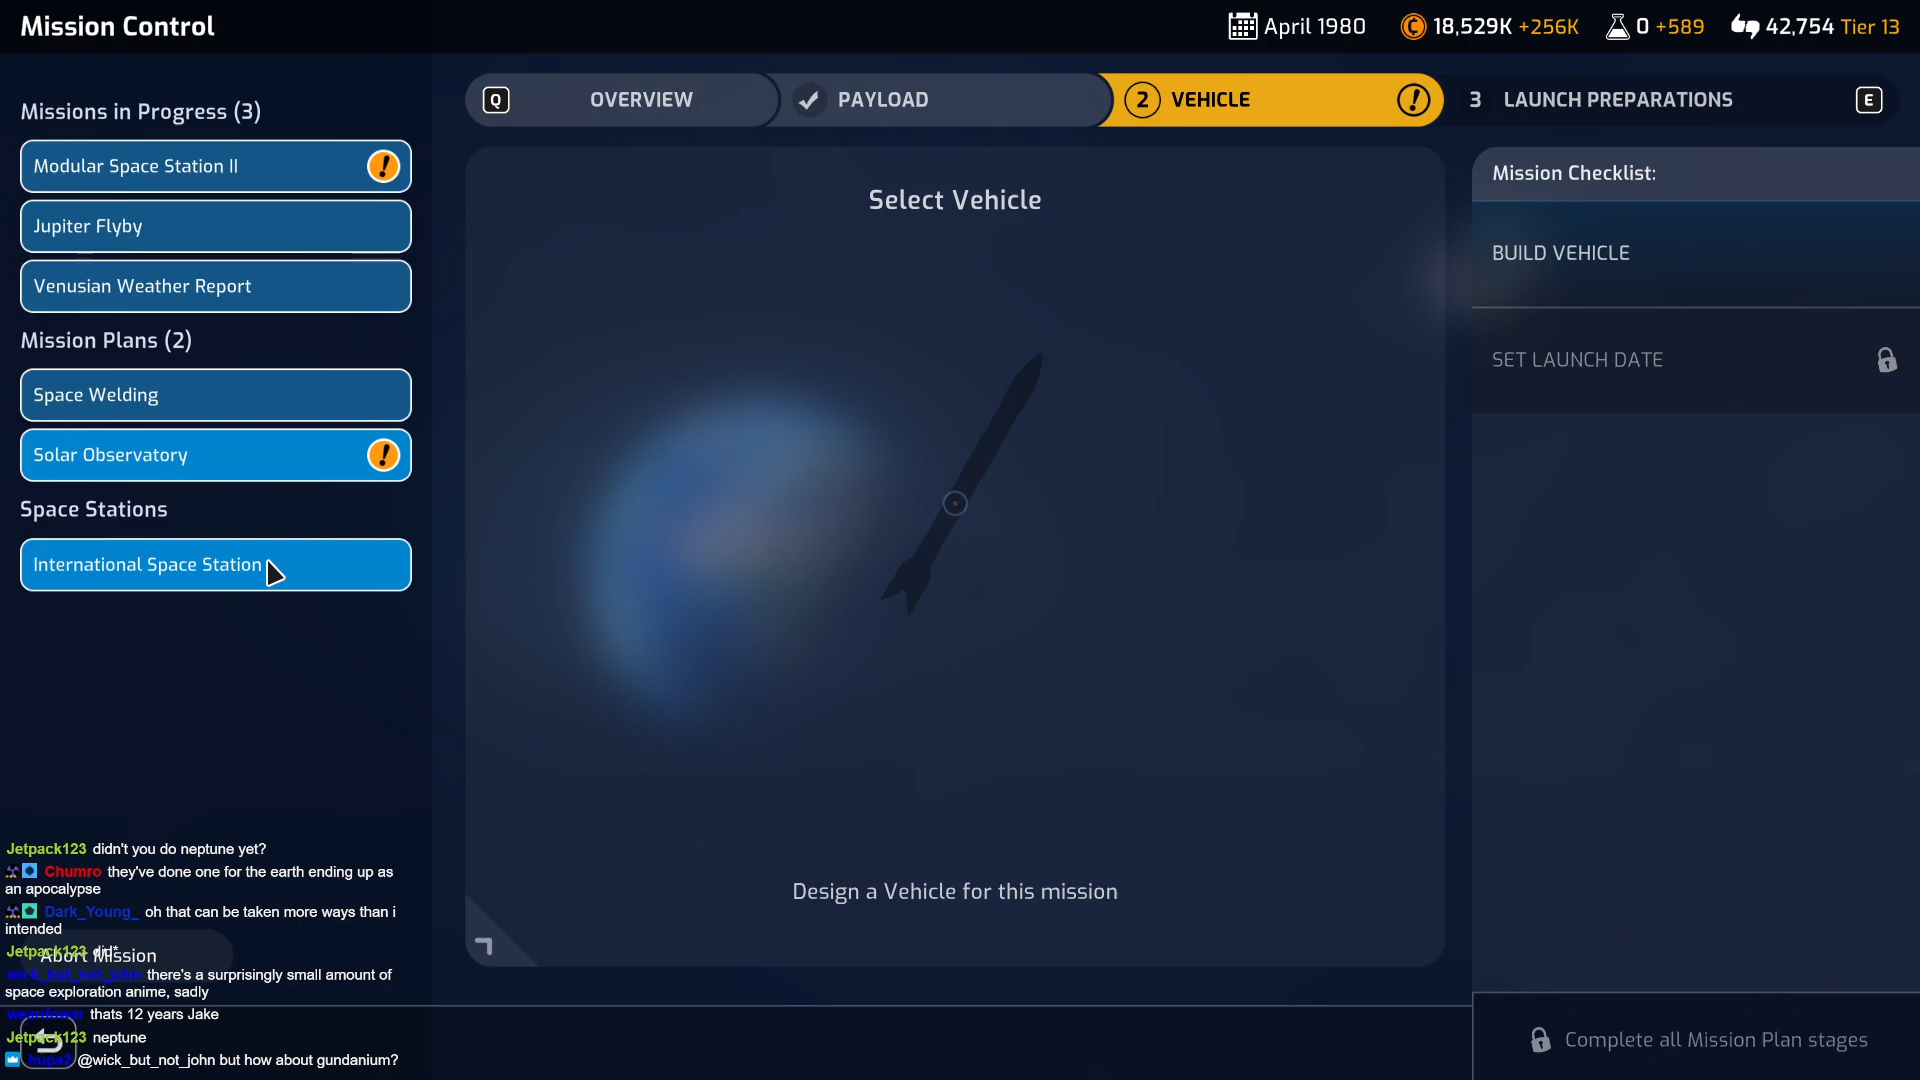 Mission Control
April 1980
18,529K +256K
0 +589
42,754 Tier 13
Q
OVERVIEW
PAYLOAD
2 VEHICLE
3 LAUNCH PREPARATIONS
E
Missions in Progress (3)
Modular Space Station II
Jupiter Flyby
Venusian Weather Report
Mission Plans (2)
Space Welding
Solar Observatory
Space Stations
International Space Station
Select Vehicle
Design a Vehicle for this mission
Mission Checklist:
BUILD VEHICLE
SET LAUNCH DATE
Complete all Mission Plan stages
Jetpack123 didn't you do neptune yet?
Chumro they've done one for the earth ending up as
an apocalypse
Dark_Young_ oh that can be taken more ways than i
intended
Jetpack123 did*
Abort Mission
wick_but_not_john there's a surprisingly small amount of
space exploration anime, sadly
thats 12 years Jake
Jetpack123 neptune
hupa2 @wick_but_not_john but how about gundanium?